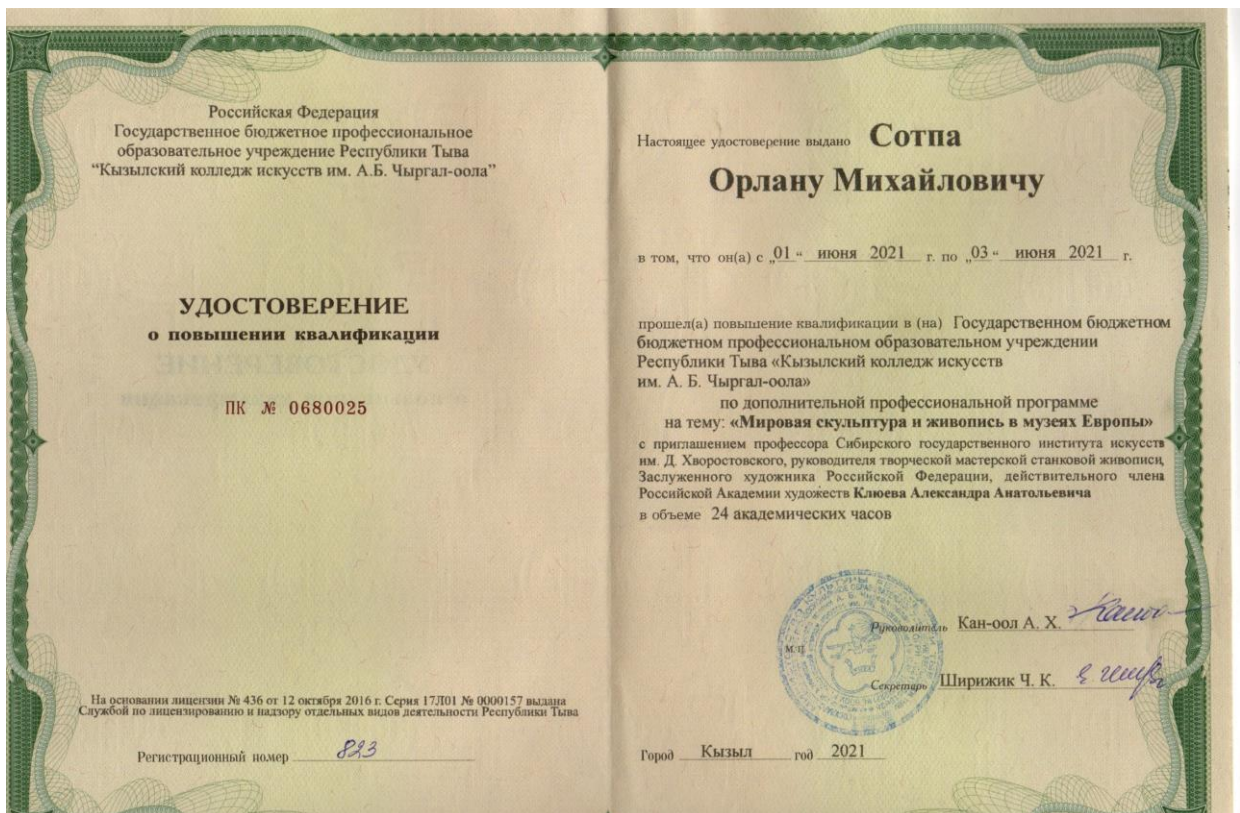 Российская Федерация
Государственное бюджетное профессиональное
образовательное учреждение Республики Тыва
“Кызылский колледж искусств им. А.Б. Чыргал-оола”
УДОСТОВЕРЕНИЕ
о повышении квалификации
ПК № 0680025
На основании лицензии № 436 от 12 октября 2016 г. Серия 17Л01 № 0000157 выдана
Службой по лицензированию и надзору отдельных видов деятельности Республики Тыва
Регистрационный номер 823
Настоящее удостоверение выдано Сотпа
Орлану Михайловичу
в том, что он(а) с „01“ июня 2021 г. по „03“ июня 2021 г.
прошел(а) повышение квалификации в (на) Государственном бюджетном
бюджетном профессиональном образовательном учреждении
Республики Тыва «Кызылский колледж искусств
им. А. Б. Чыргал-оола»
по дополнительной профессиональной программе
на тему: «Мировая скульптура и живопись в музеях Европы»
с приглашением профессора Сибирского государственного института искусств
им. Д. Хворостовского, руководителя творческой мастерской станковой живописи,
Заслуженного художника Российской Федерации, действительного члена
Российской Академии художеств Клюева Александра Анатольевича
в объеме 24 академических часов
Руководитель Кан-оол А. Х.
М.П.
Секретарь Ширижик Ч. К.
Город Кызыл год 2021